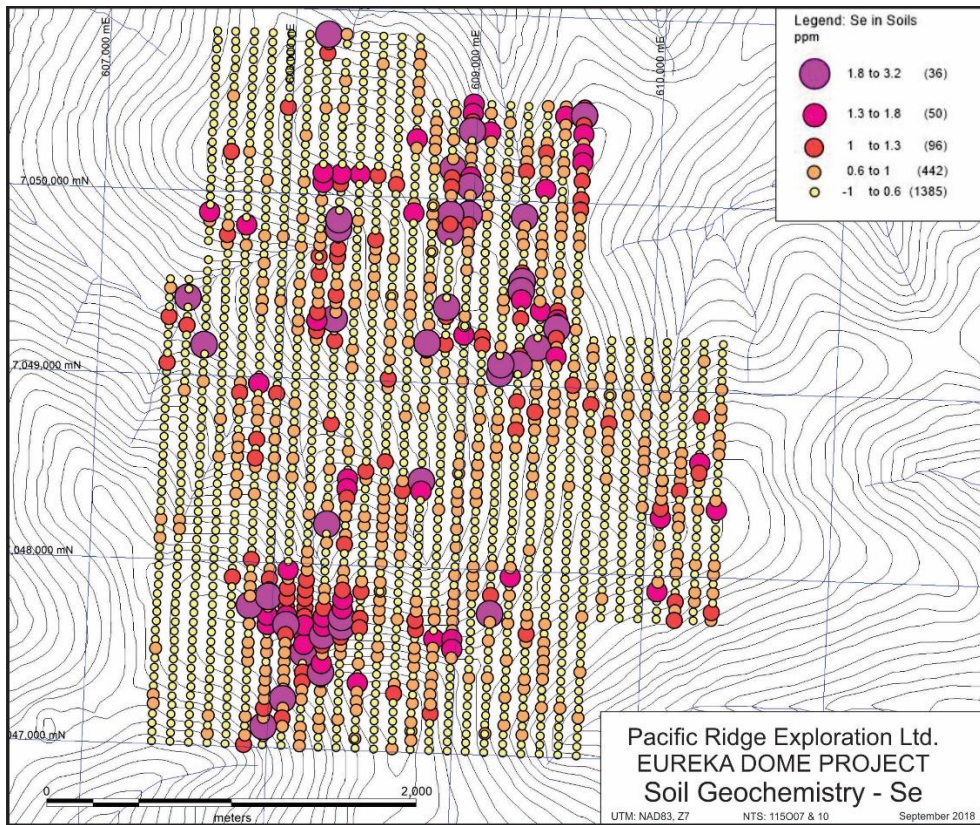 607,000 mE
608,000 mE
609,000 mE
610,000 mE
Legend: Se in Soils
ppm
1.8 to 3.2 (36)
1.3 to 1.8 (50)
1 to 1.3 (96)
0.6 to 1 (442)
-1 to 0.6 (1385)
7,050,000 mN
7,049,000 mN
,048,000 mN
047,000 mN
0 2,000
meters
Pacific Ridge Exploration Ltd.
EUREKA DOME PROJECT
Soil Geochemistry - Se
UTM: NAD83, Z7 NTS: 115O07 & 10 September 2018